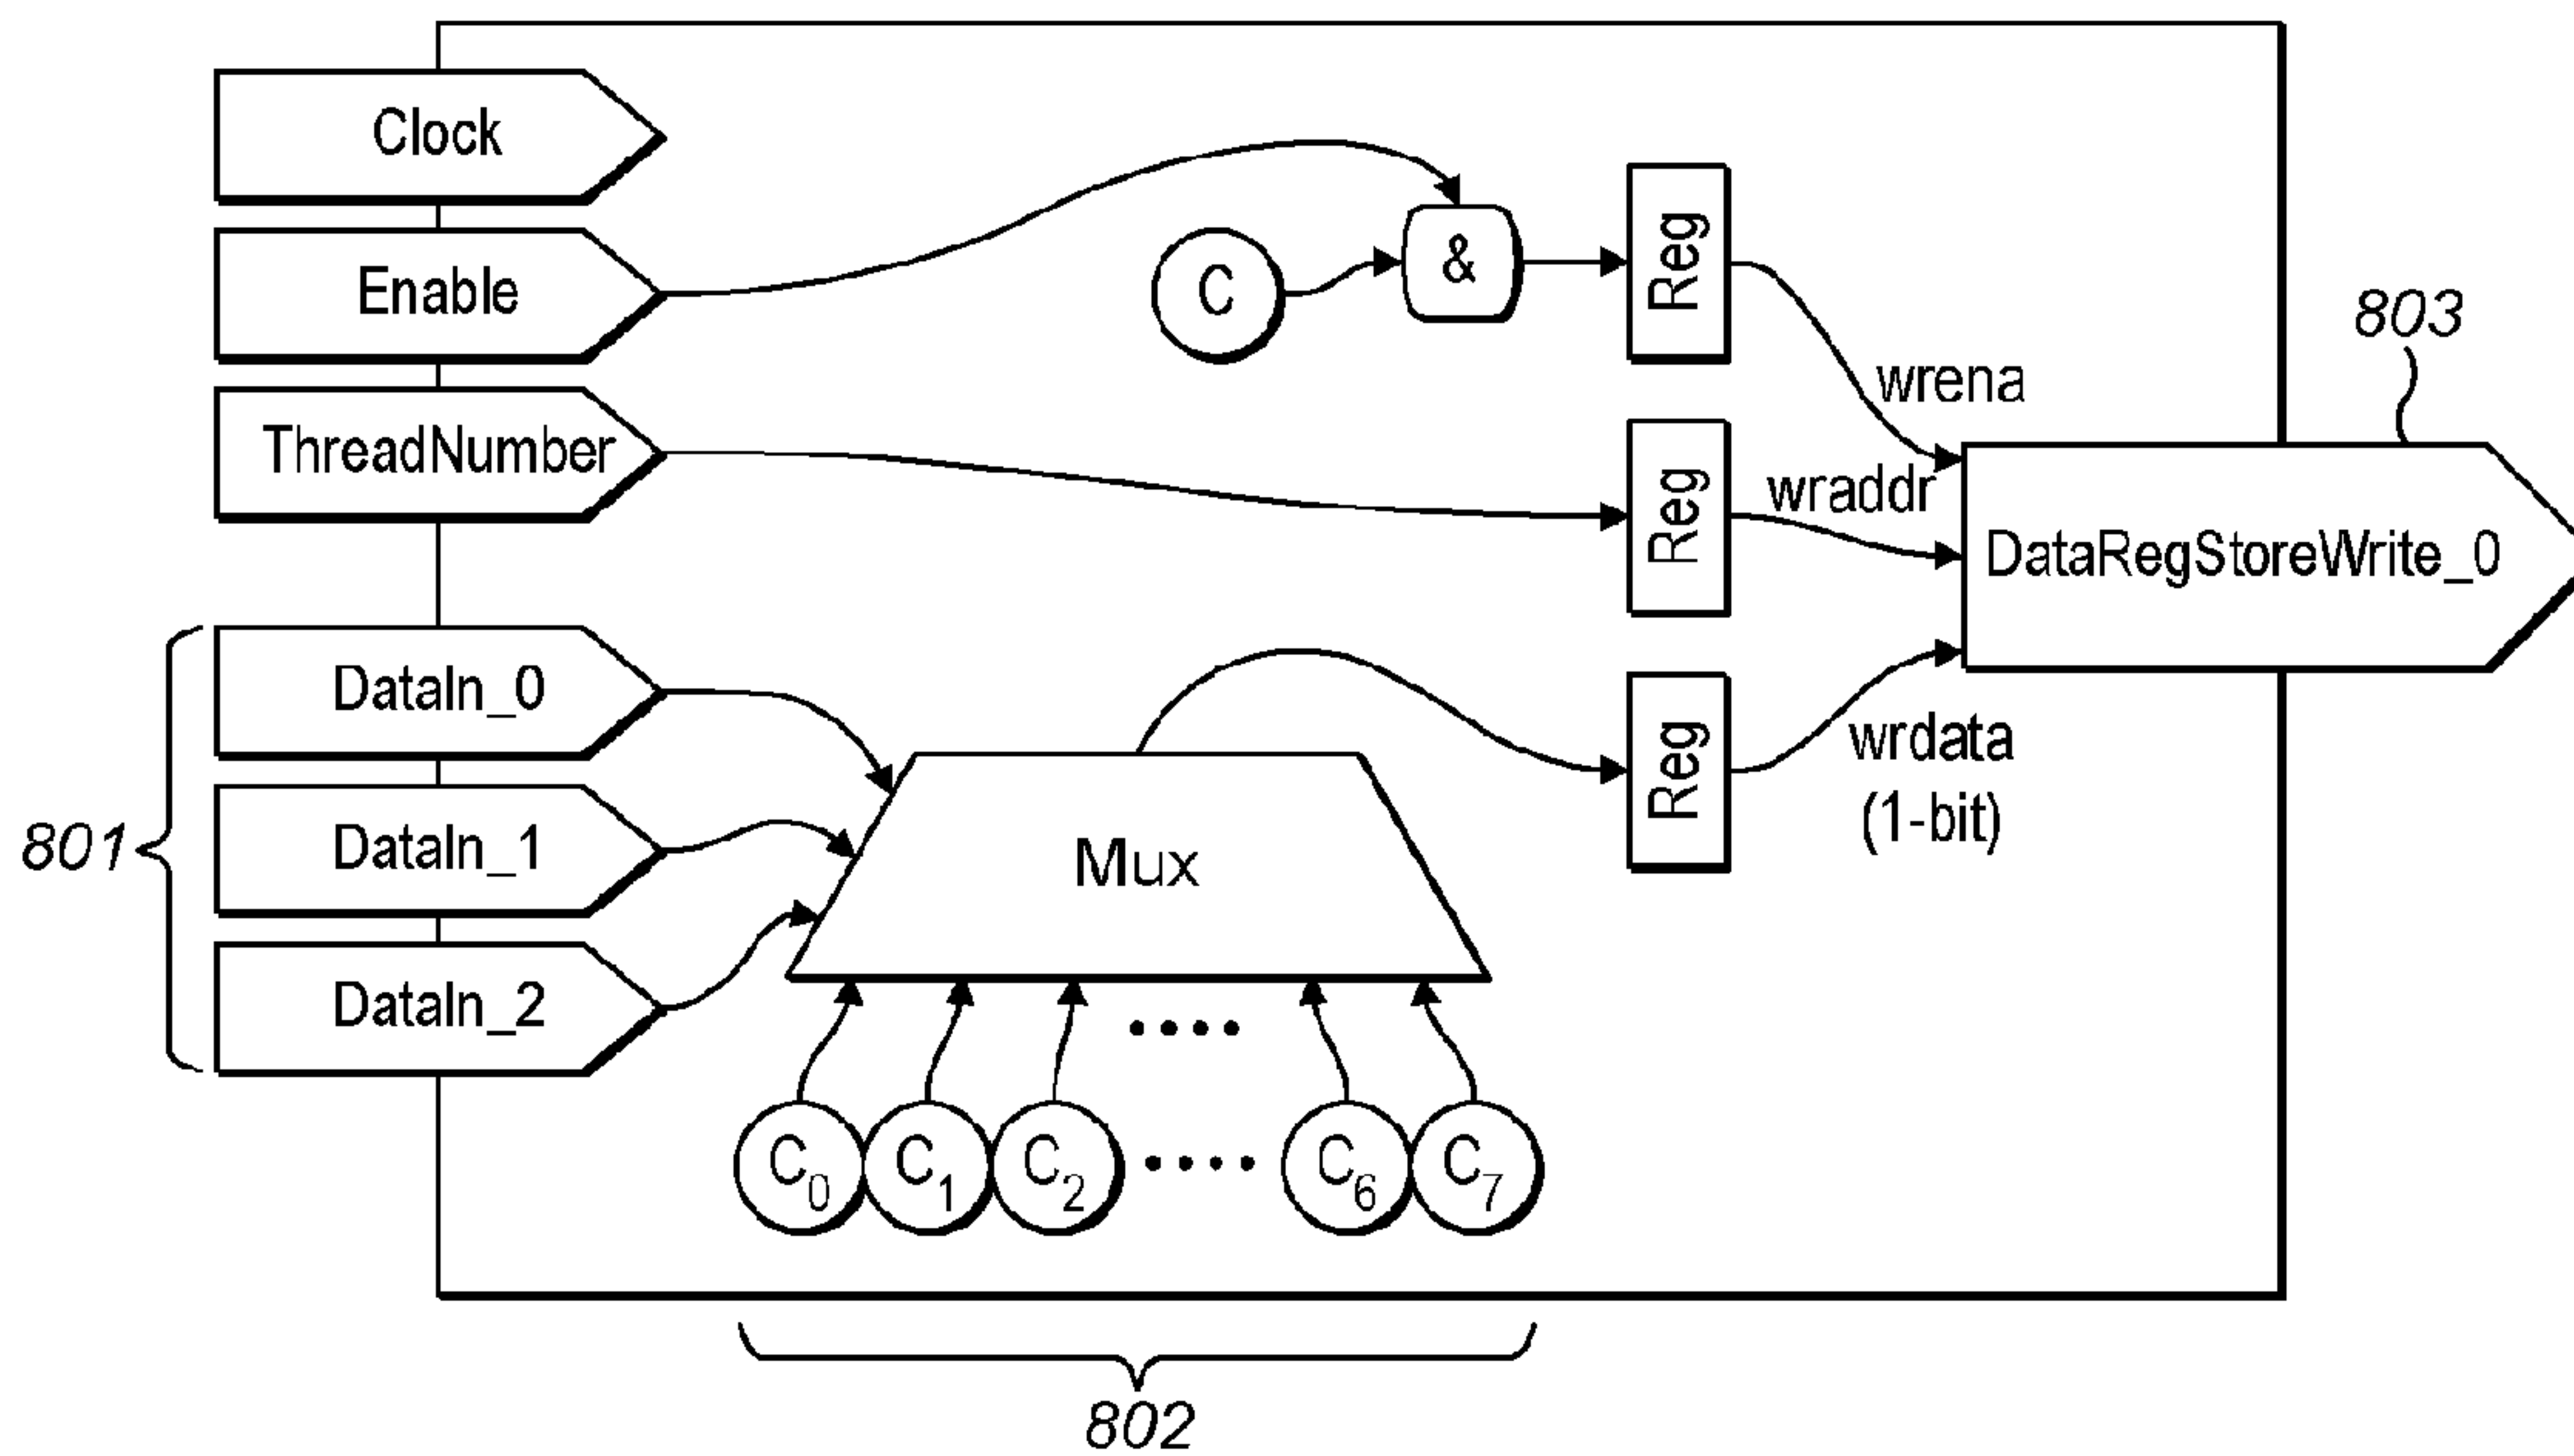 Clock
Enable
ThreadNumber
C
&
Reg
wrena
803
Reg
wraddr
DataRegStoreWrite_0
801
DataIn_0
DataIn_1
DataIn_2
Mux
Reg
wrdata
(1-bit)
C0
C1
C2
C6
C7
802